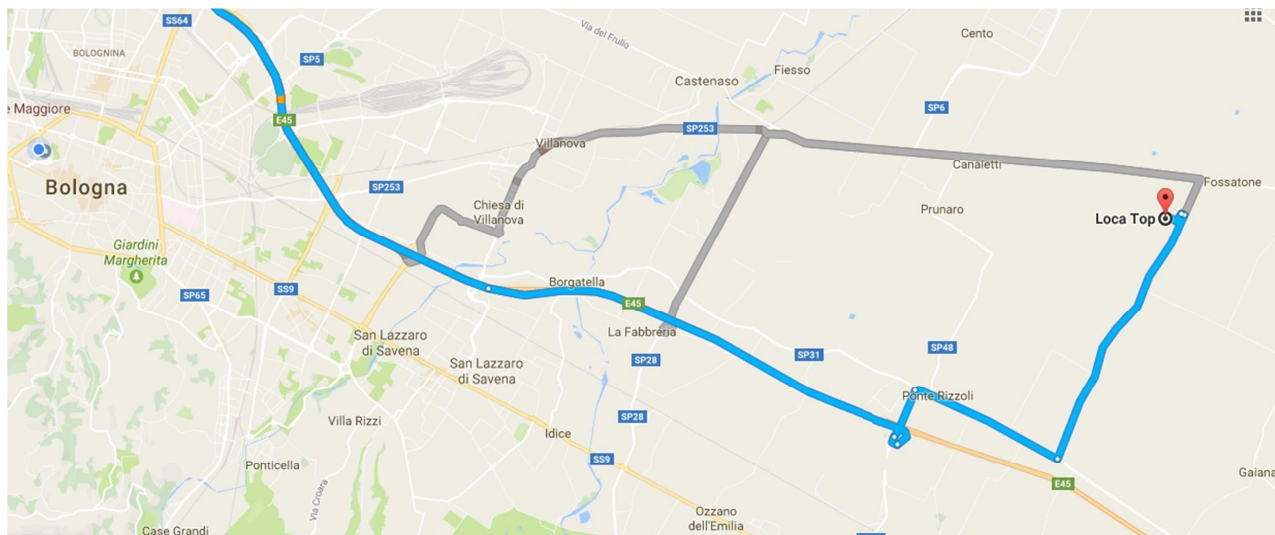 SS64
Via del Frullo
Cento
BOLOGNINA
SP5
Fiesso
Castenaso
e Maggiore
SP6
E45
SP253
Villanova
Canaletti
Bologna
SP253
Fossatone
Chiesa di
Villanova
Prunaro
Loca Top
Giardini
Margherita
SP65
SS9
Borgatella
E45
La Fabbreria
San Lazzaro
di Savena
SP31
SP48
SP28
San Lazzaro
di Savena
Ponte Rizzoli
SP28
Villa Rizzi
Idice
Ponticella
SS9
Gaiana
E45
Via Croara
Ozzano
dell'Emilia
Case Grandi